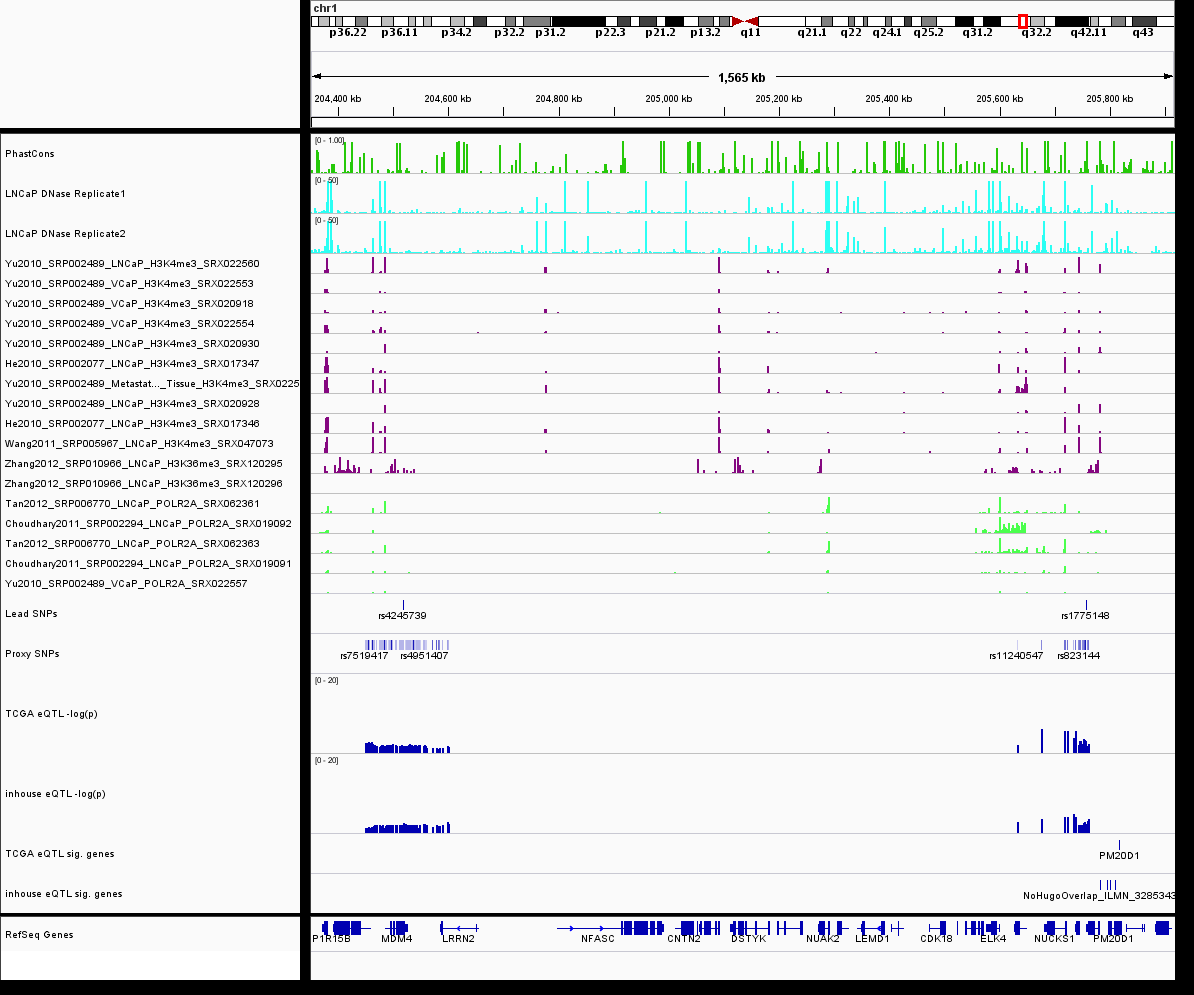 chr1
p36.22 p36.11 p34.2 p32.2 p31.2 p22.3 p21.2 p13.2 q11 q21.1 q22 q24.1 q25.2 q31.2 q32.2 q42.11 q43
1,565 kb
204,400 kb 204,600 kb 204,800 kb 205,000 kb 205,200 kb 205,400 kb 205,600 kb 205,800 kb
PhastCons [0 - 1.00]
LNCaP DNase Replicate1 [0 - 50]
LNCaP DNase Replicate2 [0 - 50]
Yu2010_SRP002489_LNCaP_H3K4me3_SRX022560
Yu2010_SRP002489_VCaP_H3K4me3_SRX022553
Yu2010_SRP002489_VCaP_H3K4me3_SRX020918
Yu2010_SRP002489_VCaP_H3K4me3_SRX022554
Yu2010_SRP002489_LNCaP_H3K4me3_SRX020930
He2010_SRP002077_LNCaP_H3K4me3_SRX017347
Yu2010_SRP002489_Metastat..._Tissue_H3K4me3_SRX0225
Yu2010_SRP002489_LNCaP_H3K4me3_SRX020928
He2010_SRP002077_LNCaP_H3K4me3_SRX017346
Wang2011_SRP005967_LNCaP_H3K4me3_SRX047073
Zhang2012_SRP010966_LNCaP_H3K36me3_SRX120295
Zhang2012_SRP010966_LNCaP_H3K36me3_SRX120296
Tan2012_SRP006770_LNCaP_POLR2A_SRX062361
Choudhary2011_SRP002294_LNCaP_POLR2A_SRX019092
Tan2012_SRP006770_LNCaP_POLR2A_SRX062363
Choudhary2011_SRP002294_LNCaP_POLR2A_SRX019091
Yu2010_SRP002489_VCaP_POLR2A_SRX022557
Lead SNPs rs4245739 rs1775148
Proxy SNPs rs7519417 rs4951407 rs11240547 rs823144
[0 - 20]
TCGA eQTL -log(p)
[0 - 20]
inhouse eQTL -log(p)
TCGA eQTL sig. genes PM20D1
inhouse eQTL sig. genes NoHugoOverlap_ILMN_3285343
RefSeq Genes P1R15B MDM4 LRRN2 NFASC CNTN2 DSTYK NUAK2 LEMD1 CDK18 ELK4 NUCKS1 PM20D1